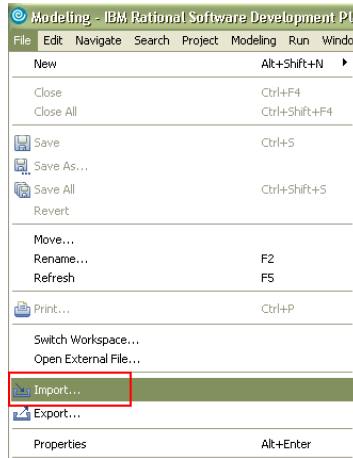 Modeling - IBM Rational Software Development Pl
File Edit Navigate Search Project Modeling Run Windo
New Alt+Shift+N
Close Ctrl+F4
Close All Ctrl+Shift+F4
Save Ctrl+S
Save As...
Save All Ctrl+Shift+S
Revert
Move...
Rename... F2
Refresh F5
Print... Ctrl+P
Switch Workspace...
Open External File...
Import...
Export...
Properties Alt+Enter